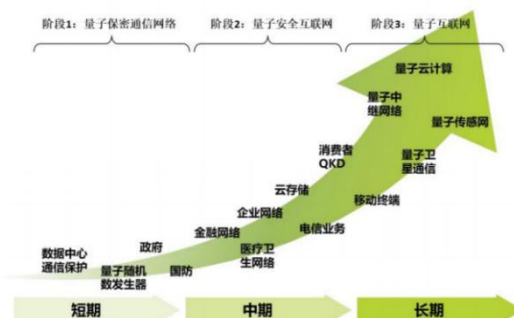 阶段1：量子保密通信网络
阶段2：量子安全互联网
阶段3：量子互联网
量子云计算
量子中
继网络
量子传感网
消费者
QKD
量子卫
星通信
云存储
移动终端
企业网络
电信业务
金融网络
医疗卫
生网络
政府
数据中心
通信保护
量子随机
数发生器
国防
短期
中期
长期